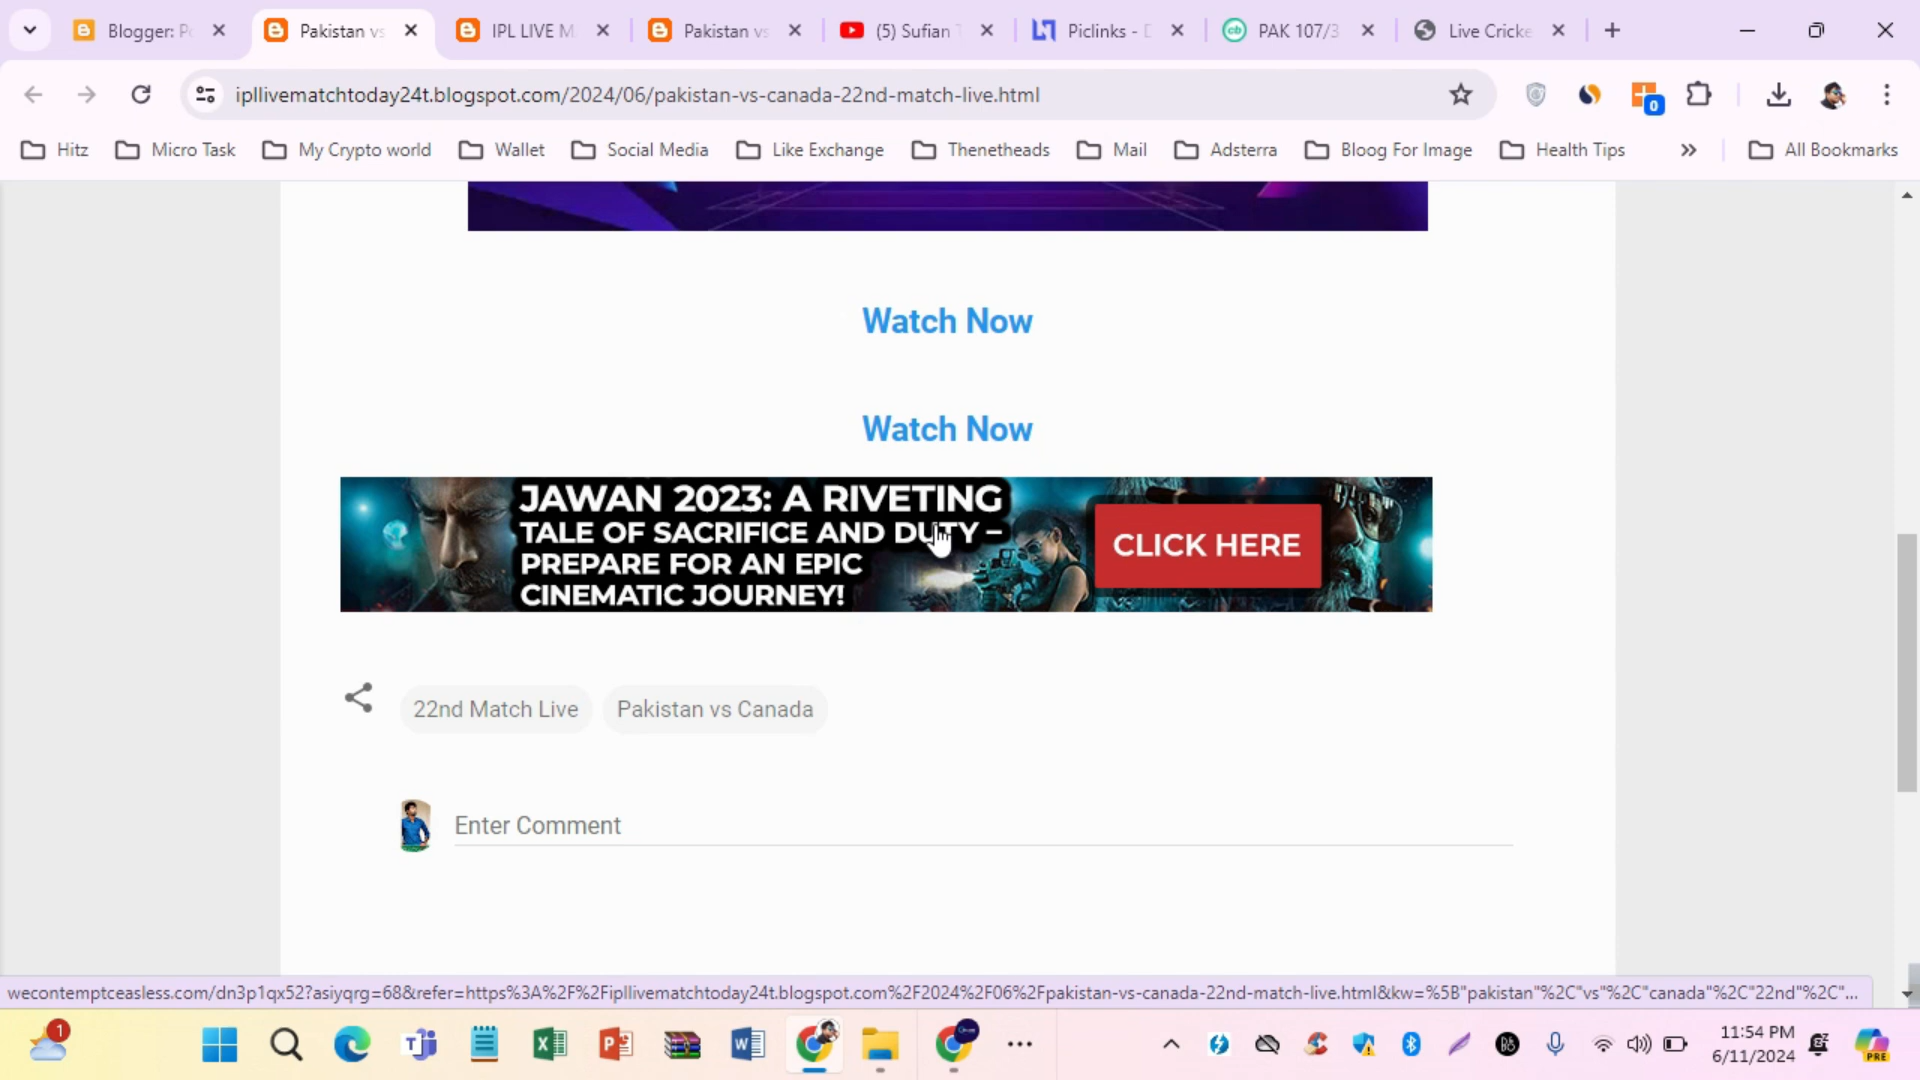 Blogger: P
Pakistan vs
IPL LIVE M
Pakistan vs
(5) Sufian T
Piclinks - D
PAK 107/3
Live Cricke
ipllivematchtoday24t.blogspot.com/2024/06/pakistan-vs-canada-22nd-match-live.html
0
Hitz
Micro Task
My Crypto world
Wallet
Social Media
Like Exchange
Thenetheads
Mail
Adsterra
Bloog For Image
Health Tips
All Bookmarks
Watch Now
Watch Now
JAWAN 2023: A RIVETING
TALE OF SACRIFICE AND DUTY –
PREPARE FOR AN EPIC
CINEMATIC JOURNEY!
CLICK HERE
22nd Match Live
Pakistan vs Canada
Enter Comment
wecontemptceasless.com/dn3p1qx52?asiyqrg=68&refer=https%3A%2F%2Fipllivematchtoday24t.blogspot.com%2F2024%2F06%2Fpakistan-vs-canada-22nd-match-live.html&kw=%5B"pakistan"%2C"vs"%2C"canada"%2C"22nd"%2C"...
1
11:54 PM
6/11/2024
PRE